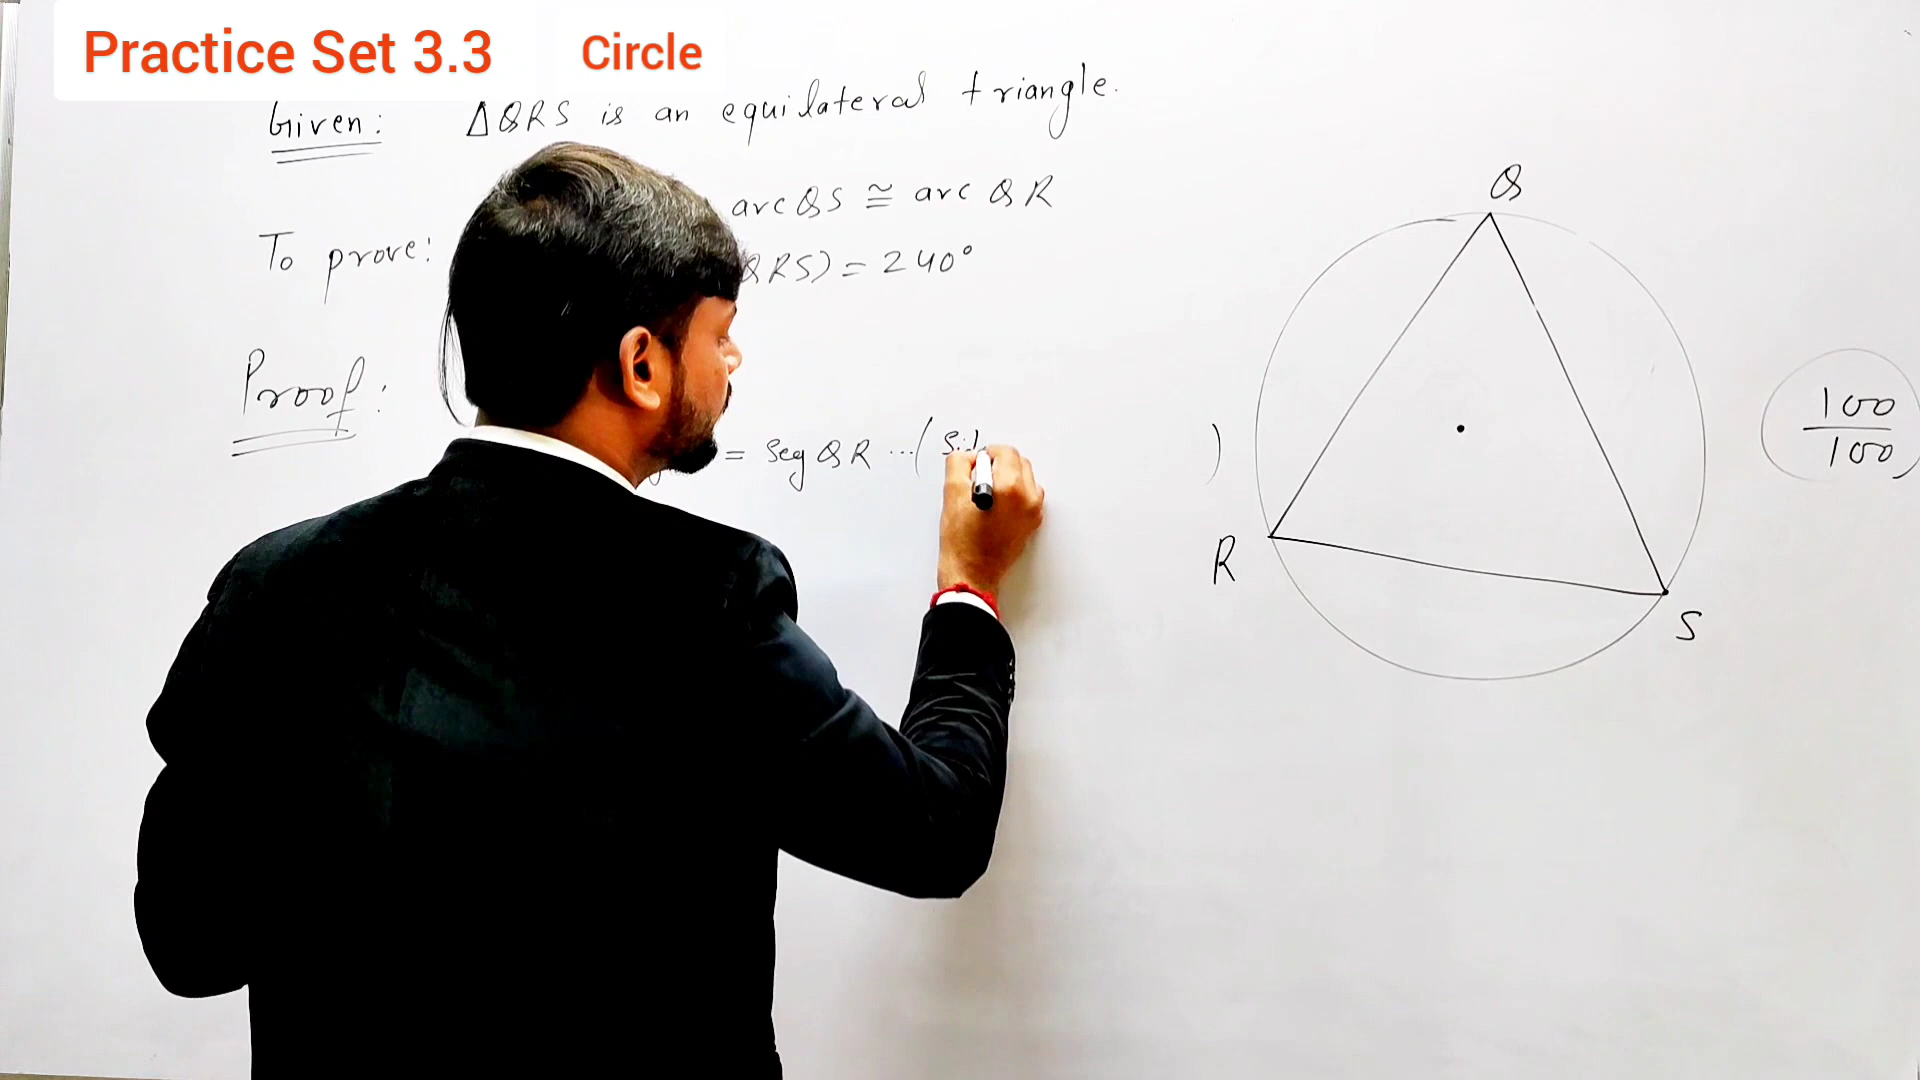 Practice Set 3.3 Circle
Given: ΔQRS is an equilateral triangle.
arc QS ≅ arc QR
To prove: QRS) = 240°
Proof:
= Seg QR ...(
)
Q
R
S
100
100